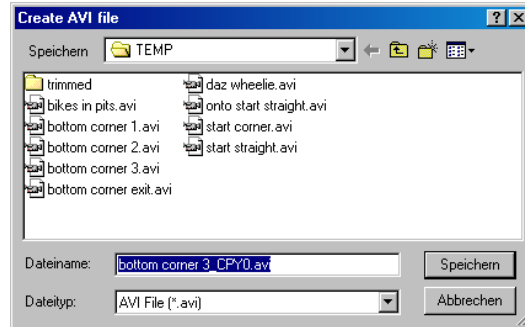 Create AVI file
Speichern TEMP
trimmed
bikes in pits.avi
bottom corner 1.avi
bottom corner 2.avi
bottom corner 3.avi
bottom corner exit.avi
daz wheelie.avi
onto start straight.avi
start corner.avi
start straight.avi
Dateiname: bottom corner 3_CPY0.avi Speichern
Dateityp: AVI File (*.avi) Abbrechen